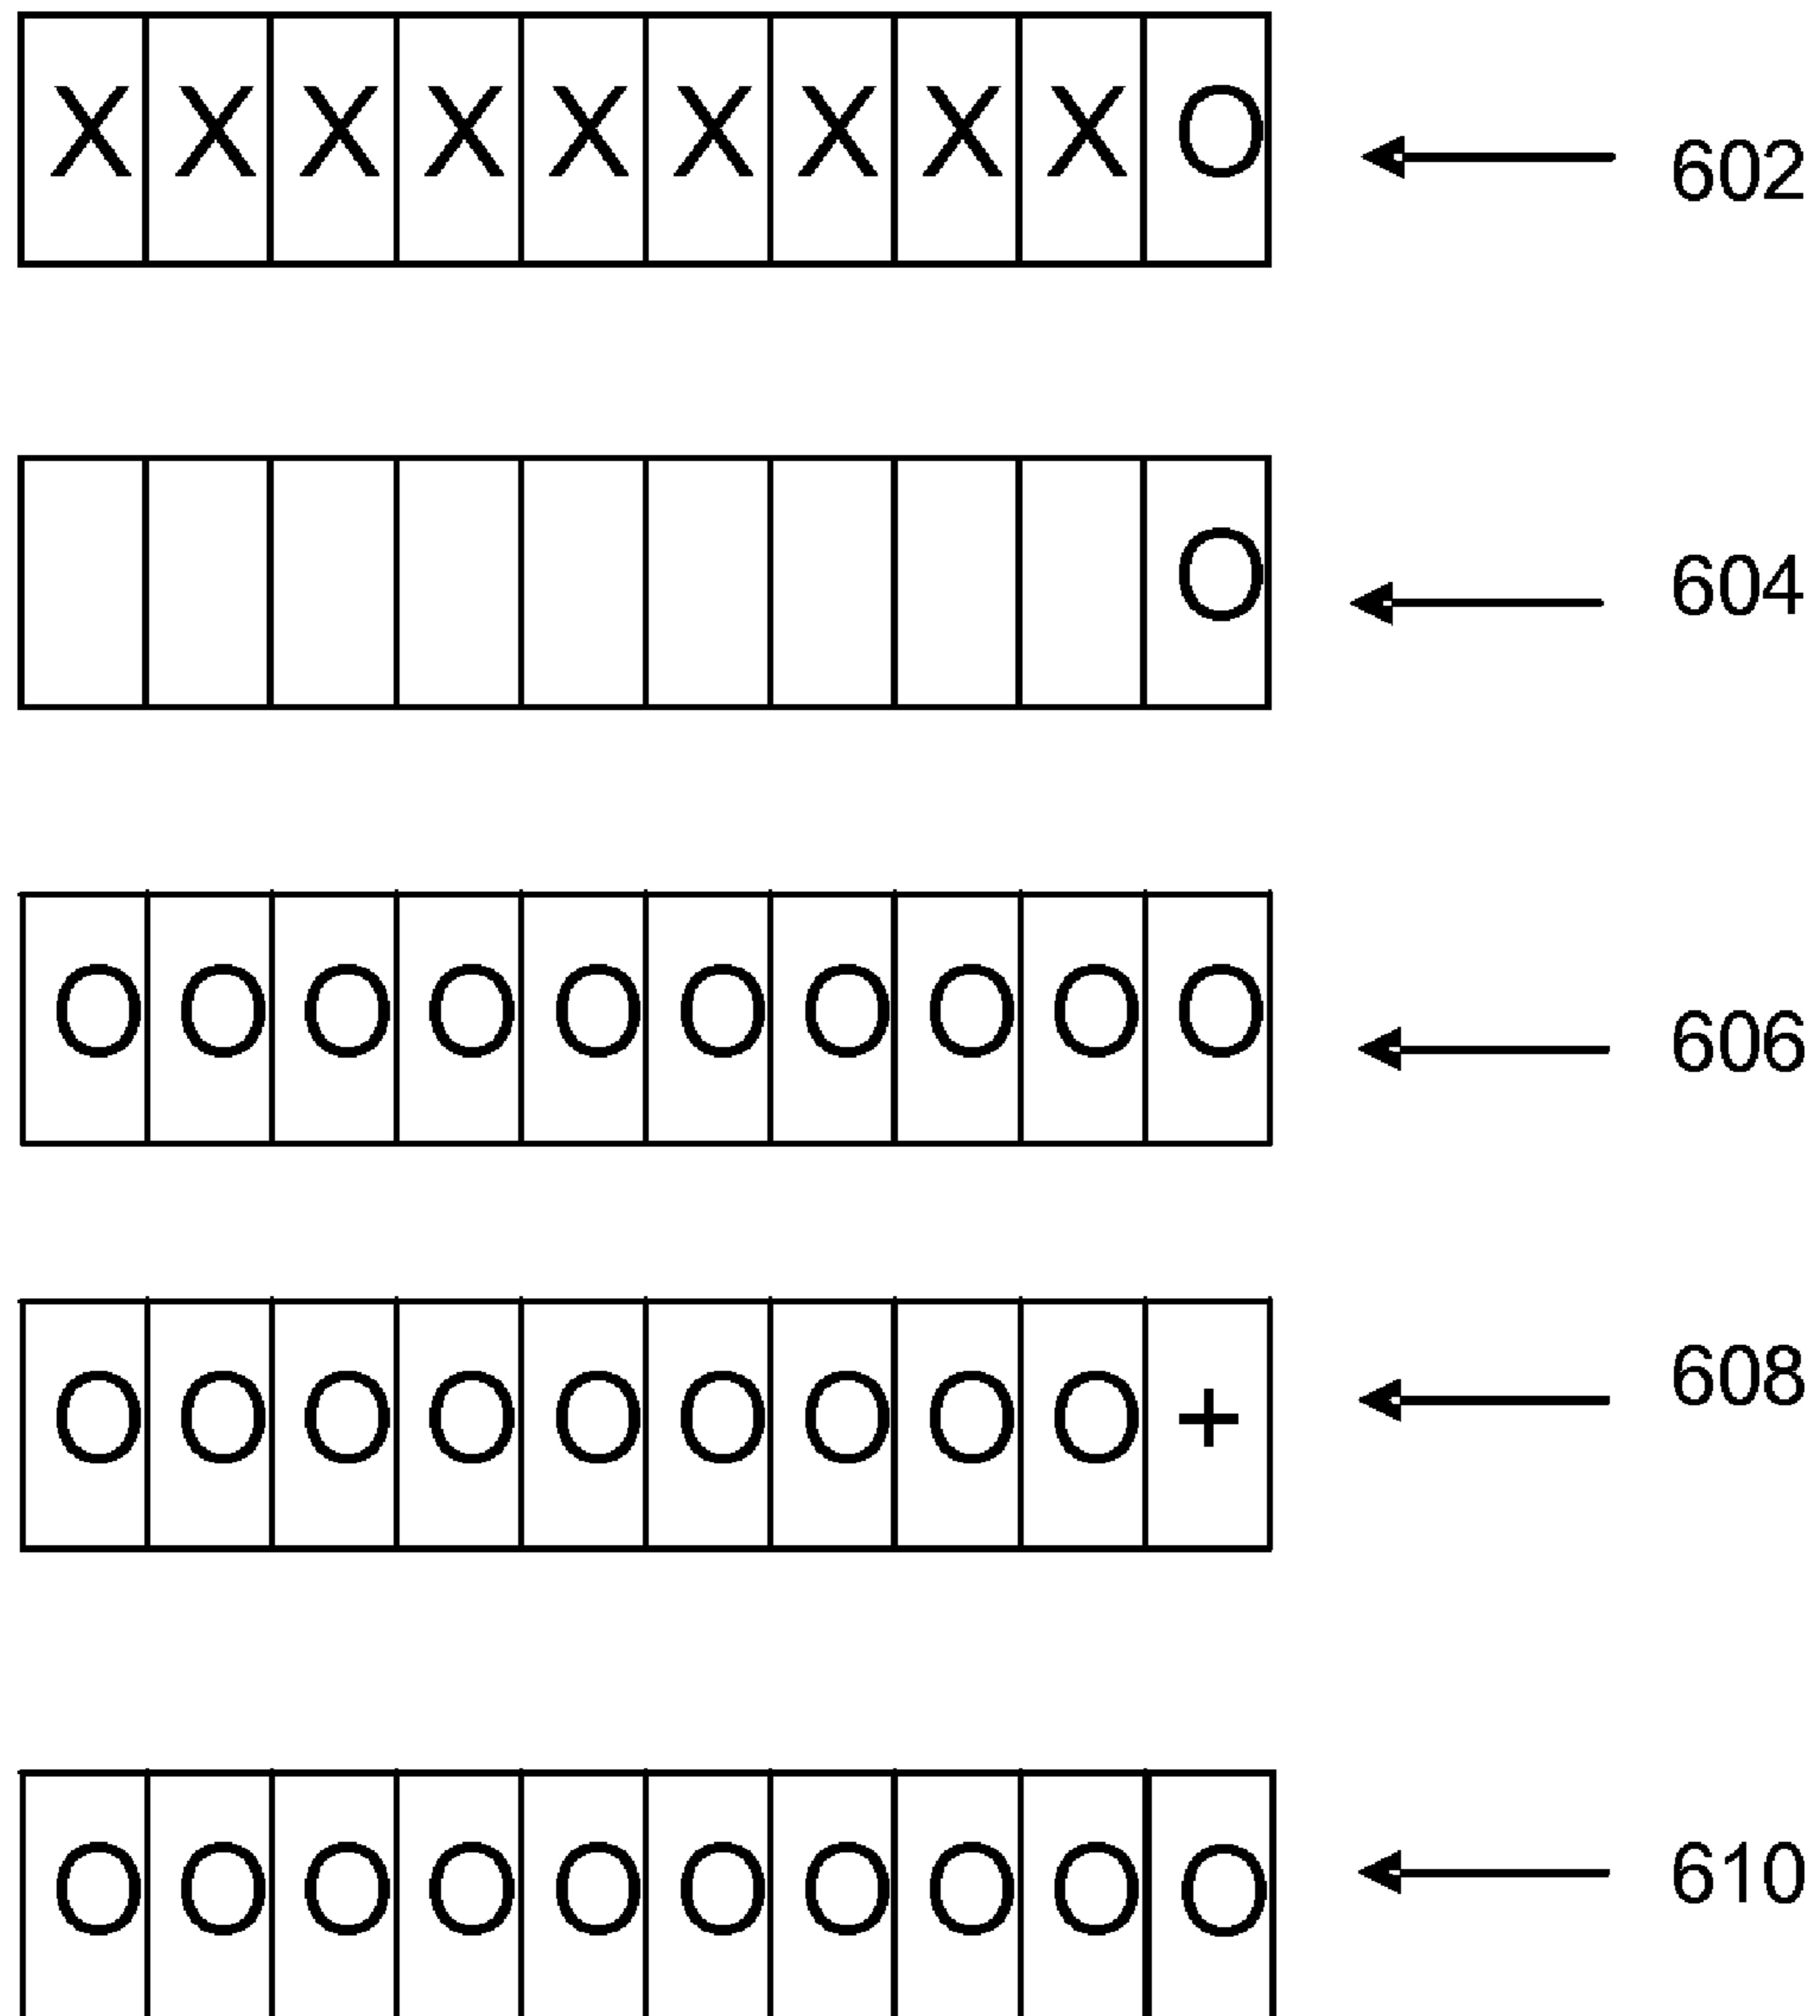 X X X X X X X X X O 602
O 604
O O O O O O O O O O 606
O O O O O O O O O + 608
O O O O O O O O O O 610